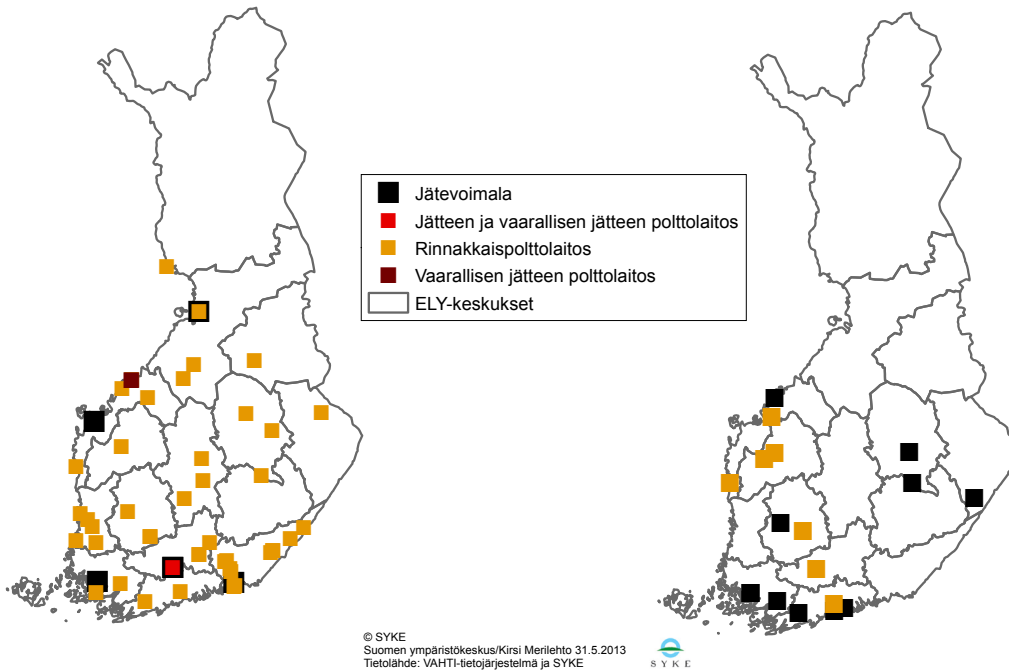 Jätevoimala
Jätteen ja vaarallisen jätteen polttolaitos
Rinnakkaispolttolaitos
Vaarallisen jätteen polttolaitos
ELY-keskukset
© SYKE
Suomen ympäristökeskus/Kirsi Merilehto 31.5.2013
Tietolähde: VAHTI-tietojärjestelmä ja SYKE
SYKE